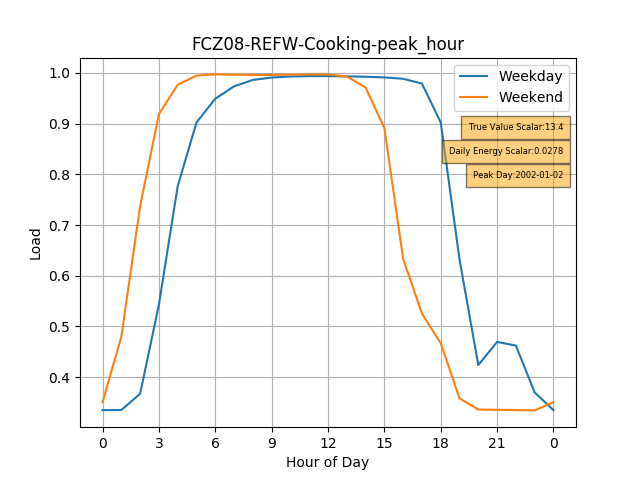 FCZ08-REFW-Cooking-peak_hour
Weekday
Weekend
True Value Scalar:13.4
Daily Energy Scalar:0.0278
Peak Day:2002-01-02
1.0
0.9
0.8
0.7
0.6
0.5
0.4
Load
0 3 6 9 12 15 18 21 0
Hour of Day